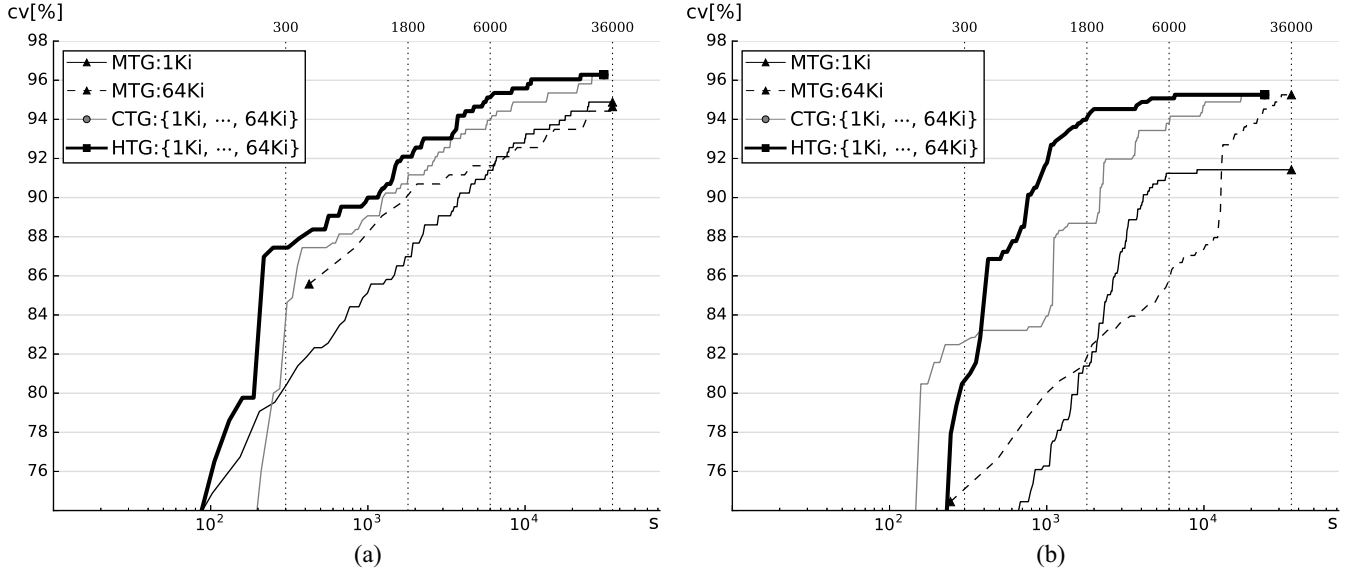 cv[%]
300 1800 6000 36000
98
96
94
92
90
88
86
84
82
80
78
76
MTG:1Ki
MTG:64Ki
CTG:{1Ki, ···, 64Ki}
HTG:{1Ki, ···, 64Ki}
10² 10³ 10⁴ s
(a)
cv[%]
300 1800 6000 36000
98
96
94
92
90
88
86
84
82
80
78
76
MTG:1Ki
MTG:64Ki
CTG:{1Ki, ···, 64Ki}
HTG:{1Ki, ···, 64Ki}
10² 10³ 10⁴ s
(b)